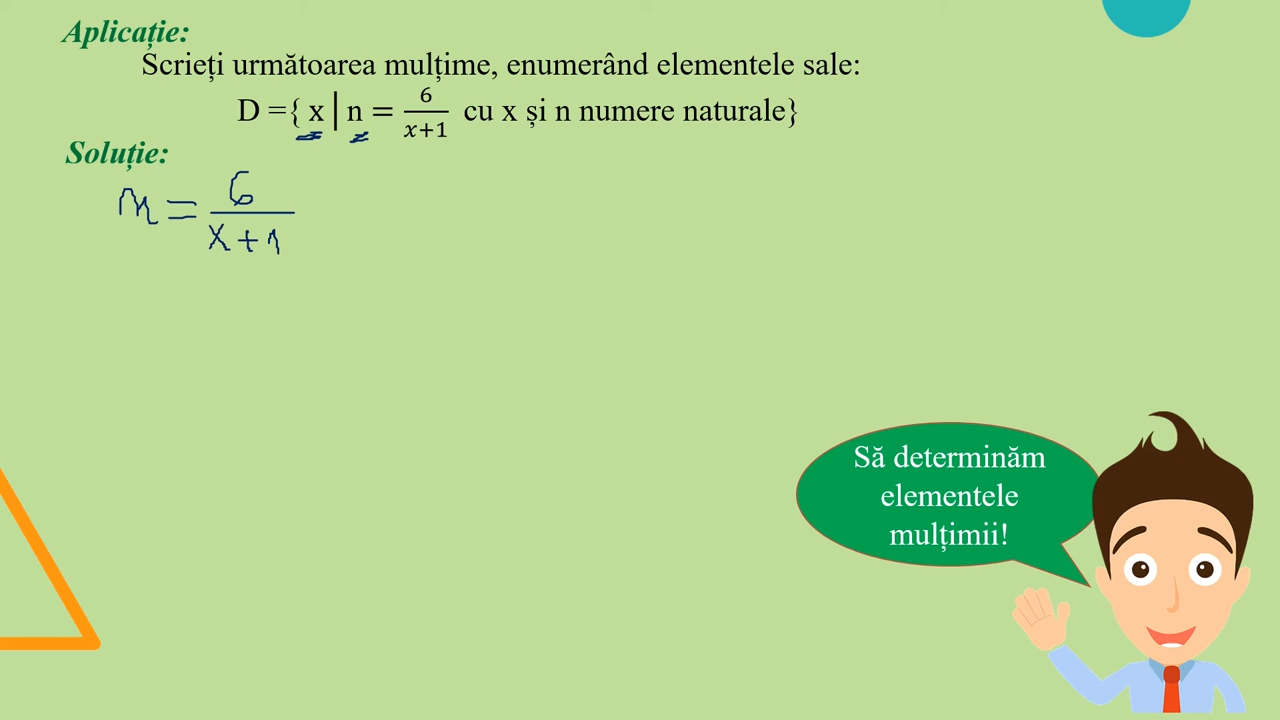 Aplicație:
Scrieți următoarea mulțime, enumerând elementele sale:
D ={ x | n = 6/(x+1) cu x și n numere naturale}
Soluție:
n = 6/(x+1)
Să determinăm
elementele
mulțimii!